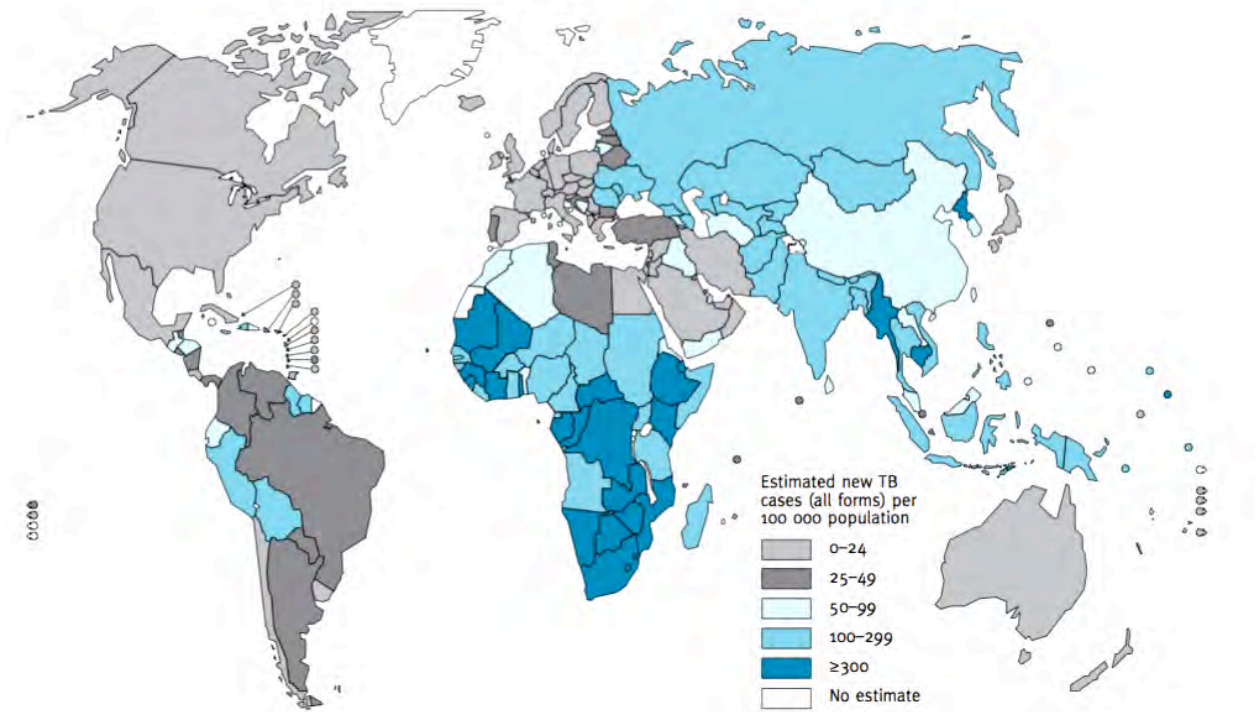 Estimated new TB
cases (all forms) per
100 000 population
0–24
25–49
50–99
100–299
≥300
No estimate